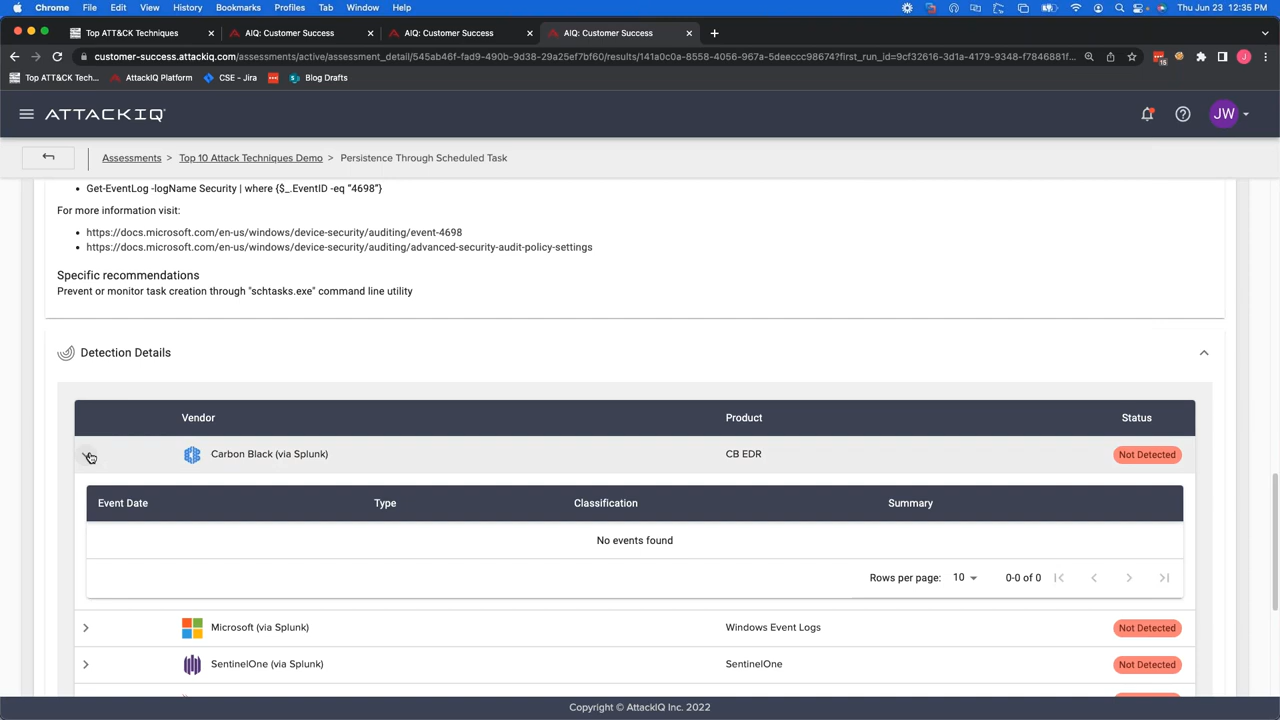 Chrome File Edit View History Bookmarks Profiles Tab Window Help Thu Jun 23 12:35 PM
Top ATT&CK Techniques AIQ: Customer Success AIQ: Customer Success AIQ: Customer Success
customer-success.attackiq.com/assessments/active/assessment_detail/545ab46f-fad9-490b-9d38-29a25ef7bf60/results/141a0c0a-8558-4056-967a-5deeccc98674?first_run_id=9cf32616-3d1a-4179-9348-f7846881f...
Top ATT&CK Tech... AttackIQ Platform CSE - Jira Blog Drafts
ATTACKIQ JW
Assessments > Top 10 Attack Techniques Demo > Persistence Through Scheduled Task
• Get-EventLog -logName Security | where {$_.EventID -eq "4698"}
For more information visit:
• https://docs.microsoft.com/en-us/windows/device-security/auditing/event-4698
• https://docs.microsoft.com/en-us/windows/device-security/auditing/advanced-security-audit-policy-settings
Specific recommendations
Prevent or monitor task creation through "schtasks.exe" command line utility
Detection Details
Vendor Product Status
Carbon Black (via Splunk) CB EDR Not Detected
Event Date Type Classification Summary
No events found
Rows per page: 10 0-0 of 0
Microsoft (via Splunk) Windows Event Logs Not Detected
SentinelOne (via Splunk) SentinelOne Not Detected
Copyright © AttackIQ Inc. 2022